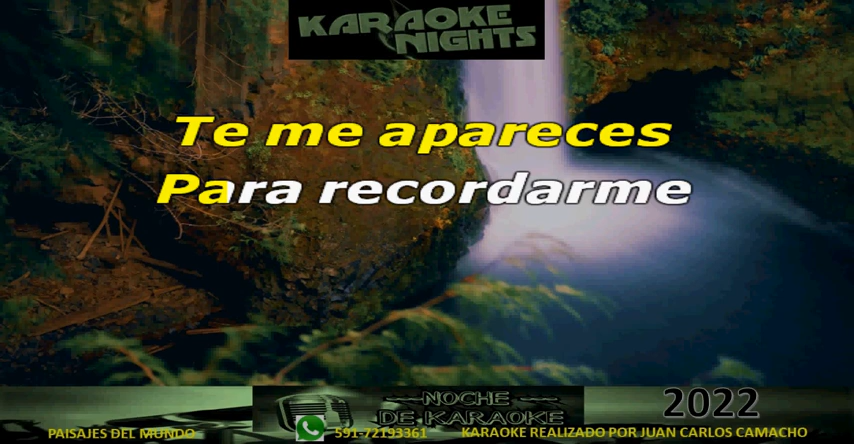 KARAOKE
NIGHTS
Te me apareces
Para recordarme
NOCHE
DE KARAOKE
2022
PAISAJES DEL MUNDO
591-72193361
KARAOKE REALIZADO POR JUAN CARLOS CAMACHO